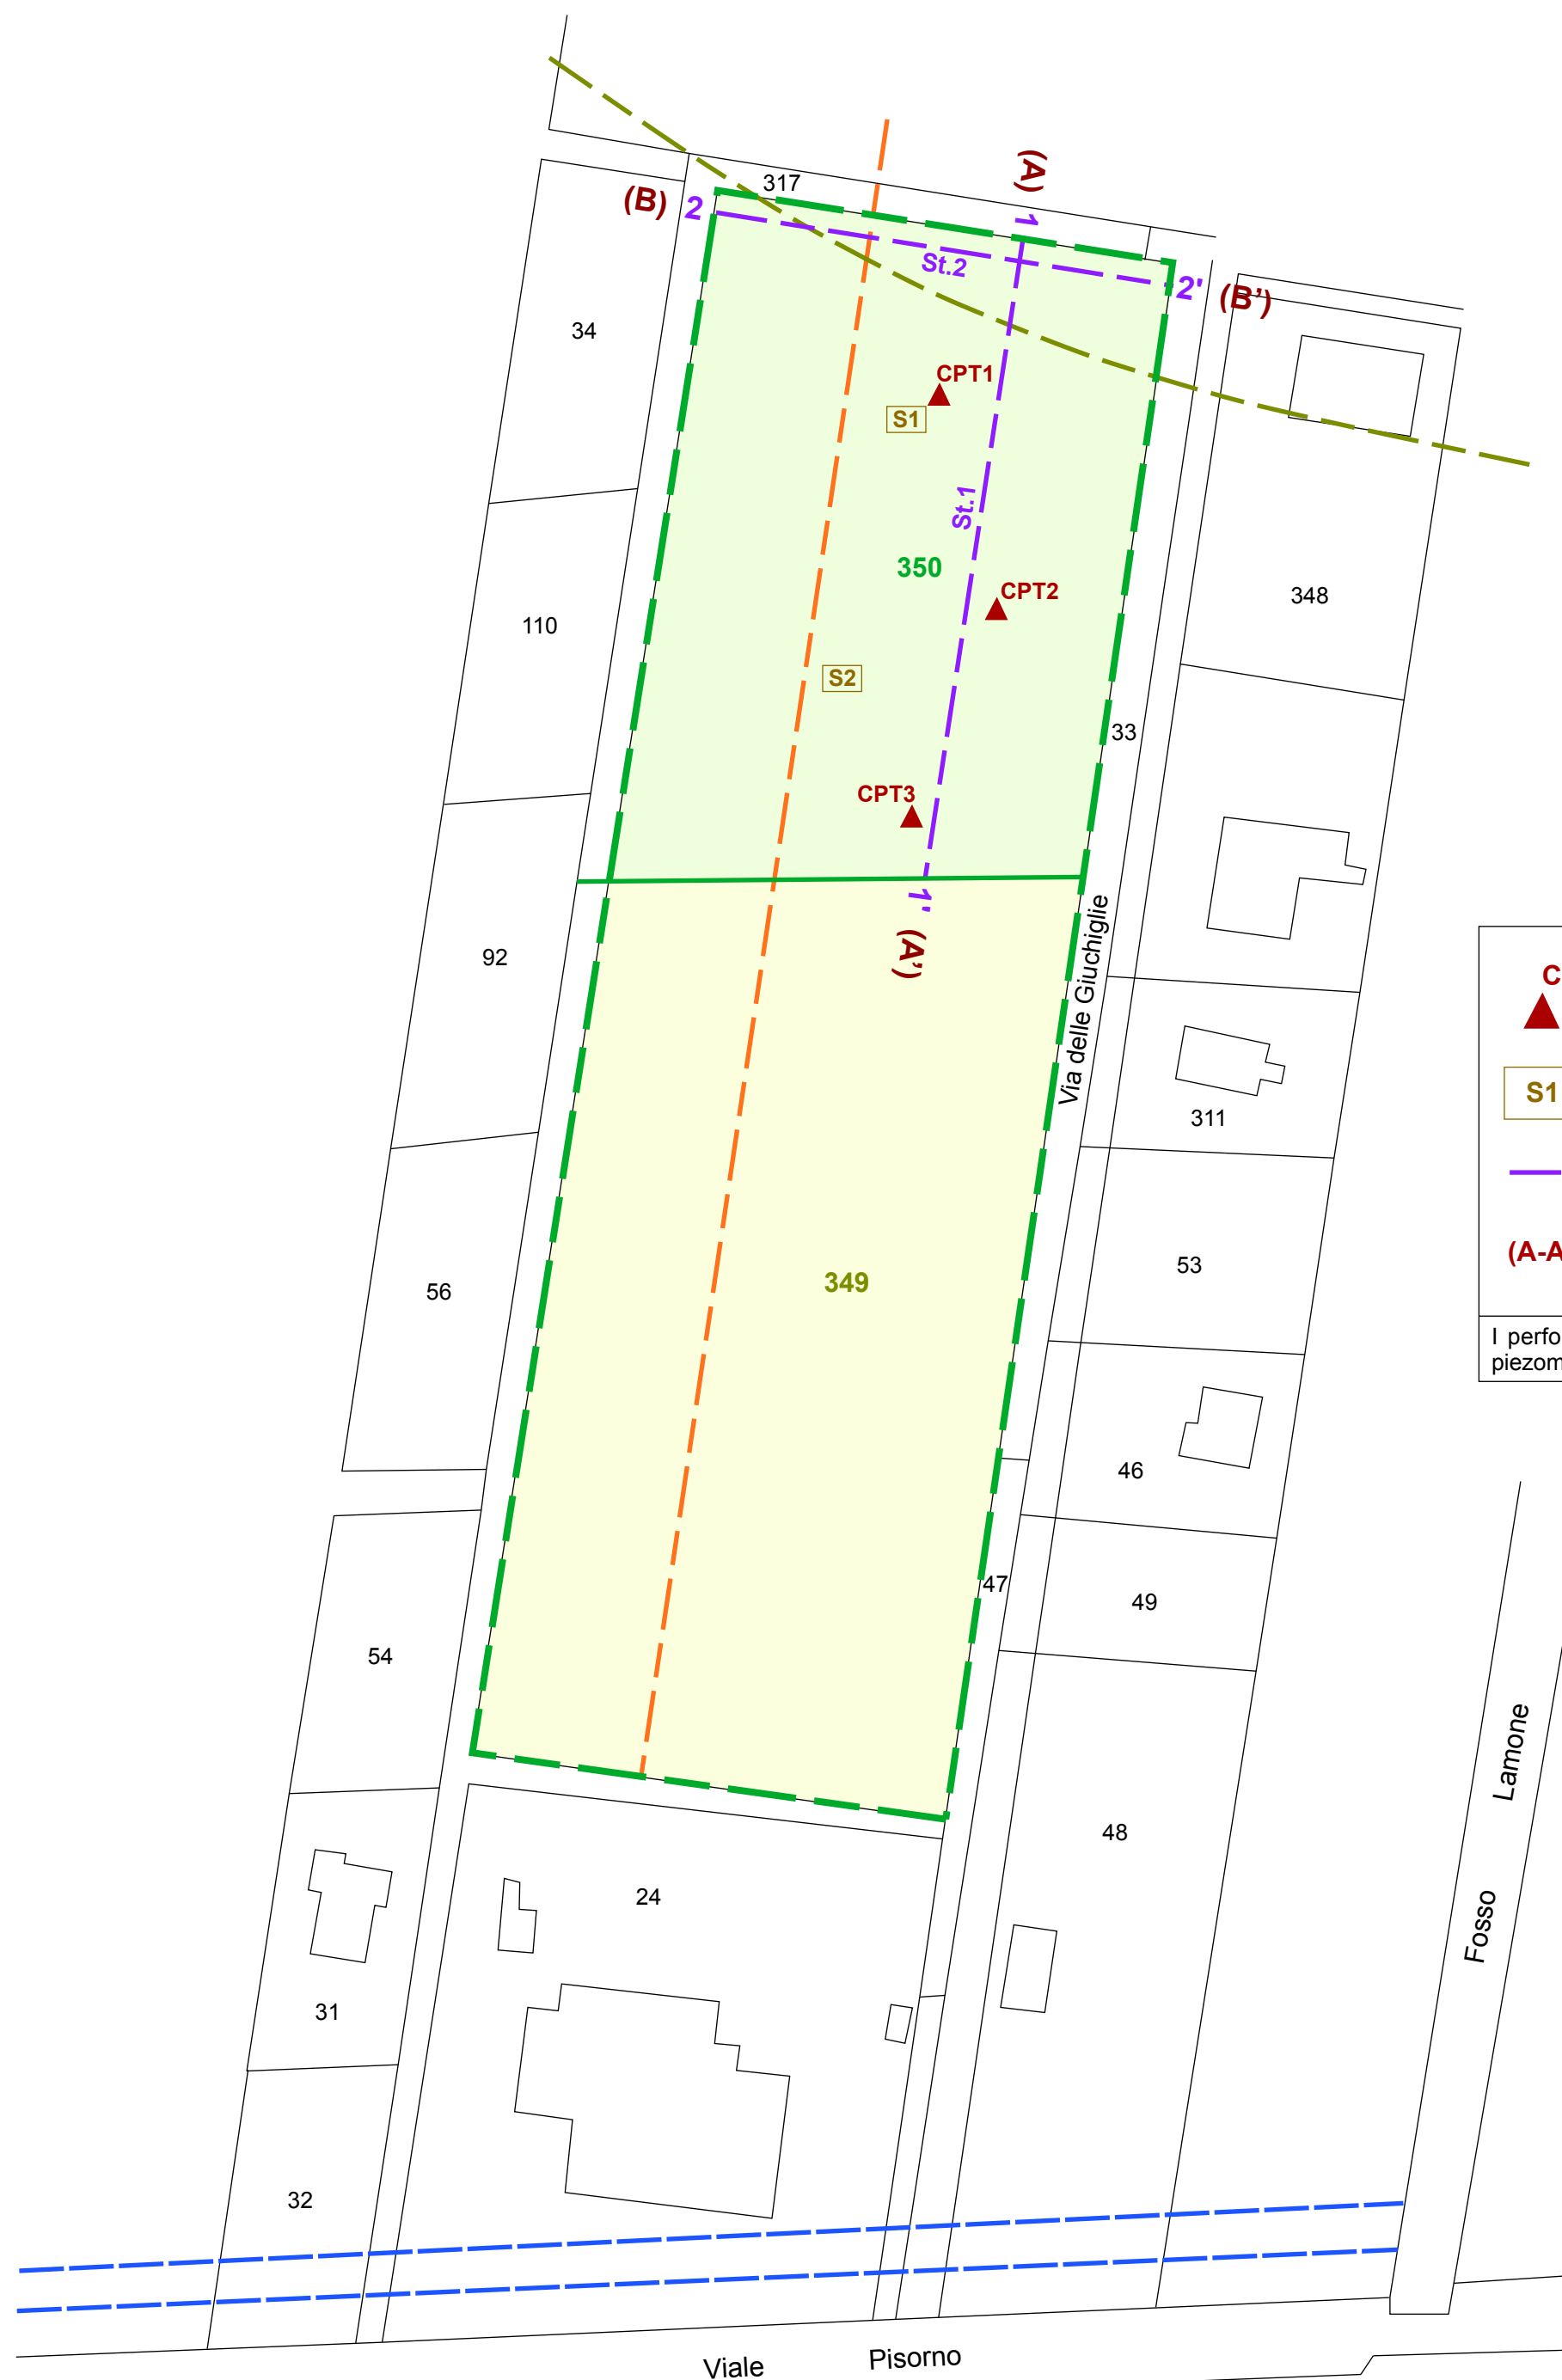 (A)
317
(B)
2
1
St.2
2'
(B’)
34
CPT1
S1
St.1
350
CPT2
348
110
S2
33
CPT3
1'
(A’)
Via delle Giuchiglie
92
C
S1
311
(A-A
53
349
56
I perfo
piezom
46
47
49
54
Fosso Lamone
48
24
31
32
Viale Pisorno